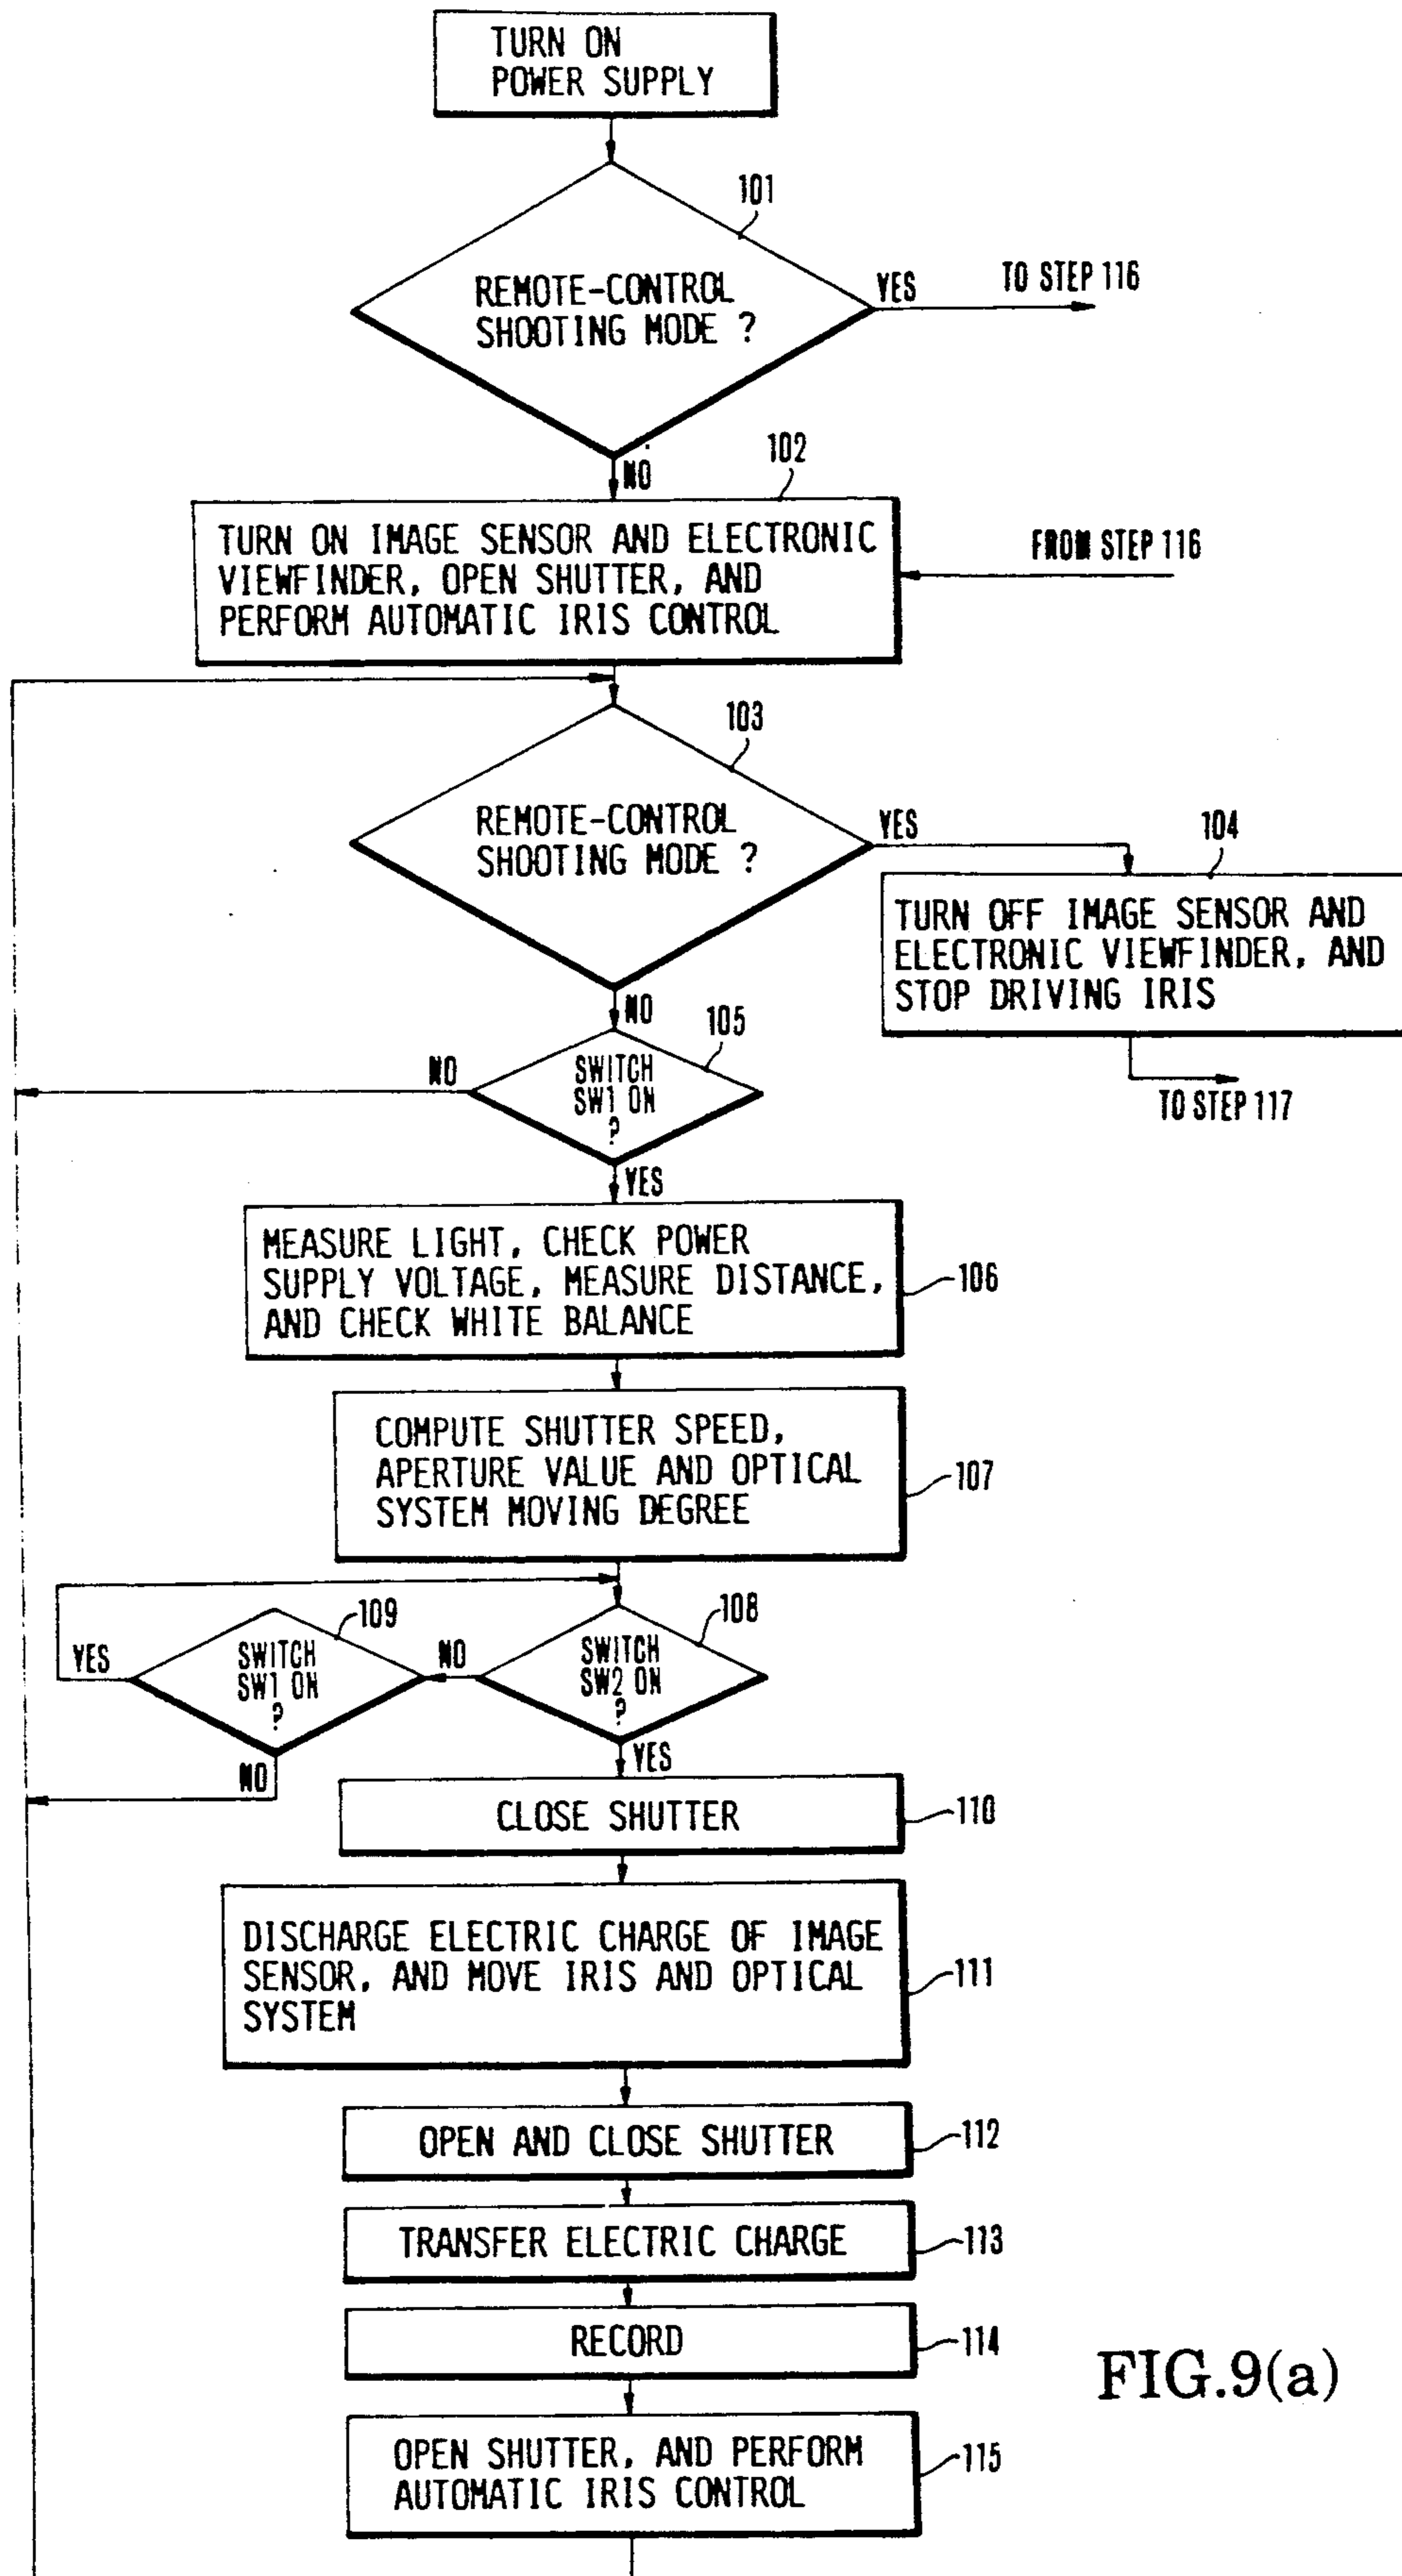 TURN ON
POWER SUPPLY
101
REMOTE-CONTROL
SHOOTING MODE ?
YES
TO STEP 116
NO
102
TURN ON IMAGE SENSOR AND ELECTRONIC
VIEWFINDER, OPEN SHUTTER, AND
PERFORM AUTOMATIC IRIS CONTROL
FROM STEP 116
103
REMOTE-CONTROL
SHOOTING MODE ?
YES
104
TURN OFF IMAGE SENSOR AND
ELECTRONIC VIEWFINDER, AND
STOP DRIVING IRIS
TO STEP 117
NO
105
SWITCH
SW1 ON
?
NO
YES
MEASURE LIGHT, CHECK POWER
SUPPLY VOLTAGE, MEASURE DISTANCE,
AND CHECK WHITE BALANCE
106
COMPUTE SHUTTER SPEED,
APERTURE VALUE AND OPTICAL
SYSTEM MOVING DEGREE
107
108
SWITCH
SW2 ON
?
NO
109
SWITCH
SW1 ON
?
YES
NO
YES
CLOSE SHUTTER
110
DISCHARGE ELECTRIC CHARGE OF IMAGE
SENSOR, AND MOVE IRIS AND OPTICAL
SYSTEM
111
OPEN AND CLOSE SHUTTER
112
TRANSFER ELECTRIC CHARGE
113
RECORD
114
OPEN SHUTTER, AND PERFORM
AUTOMATIC IRIS CONTROL
115
FIG.9(a)